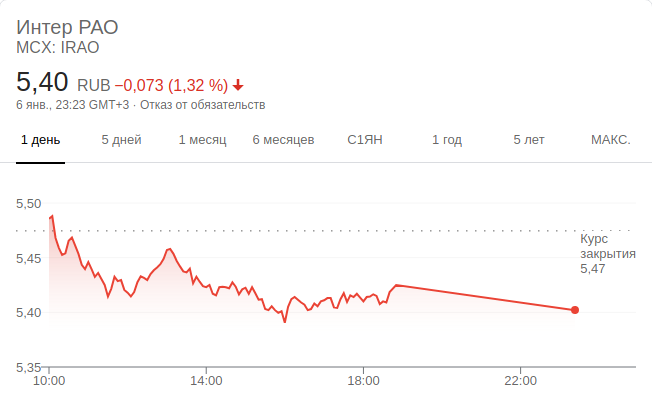 Интер РАО
MCX: IRAO
5,40 RUB −0,073 (1,32 %)
6 янв., 23:23 GMT+3 · Отказ от обязательств
1 день 5 дней 1 месяц 6 месяцев С1ЯН 1 год 5 лет МАКС.
5,50
Курс
закрытия
5,47
5,45
5,40
5,35
10:00 14:00 18:00 22:00